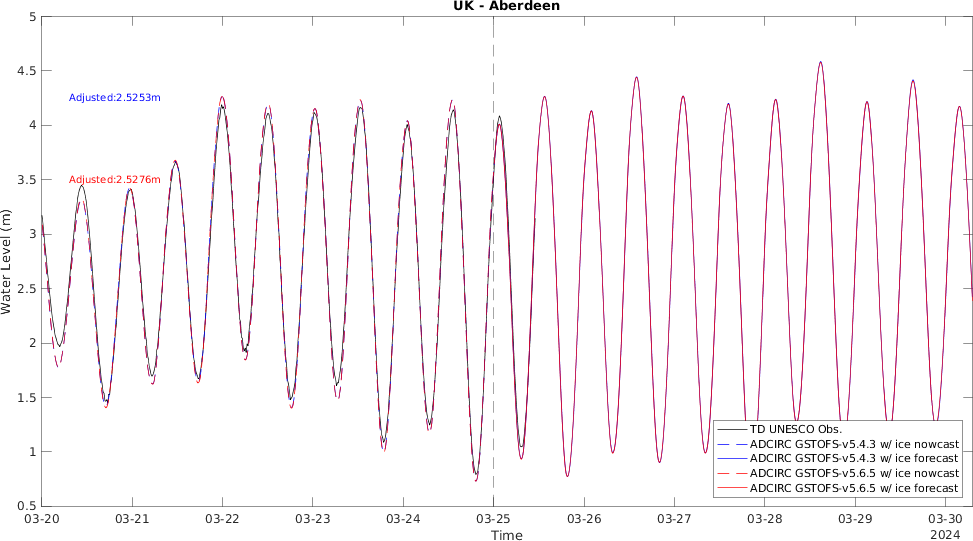 UK - Aberdeen
5
4.5
4
3.5
3
2.5
2
1.5
1
0.5
Water Level (m)
Adjusted:2.5253m
Adjusted:2.5276m
TD UNESCO Obs.
ADCIRC GSTOFS-v5.4.3 w/ ice nowcast
ADCIRC GSTOFS-v5.4.3 w/ ice forecast
ADCIRC GSTOFS-v5.6.5 w/ ice nowcast
ADCIRC GSTOFS-v5.6.5 w/ ice forecast
03-20 03-21 03-22 03-23 03-24 03-25 03-26 03-27 03-28 03-29 03-30
Time 2024